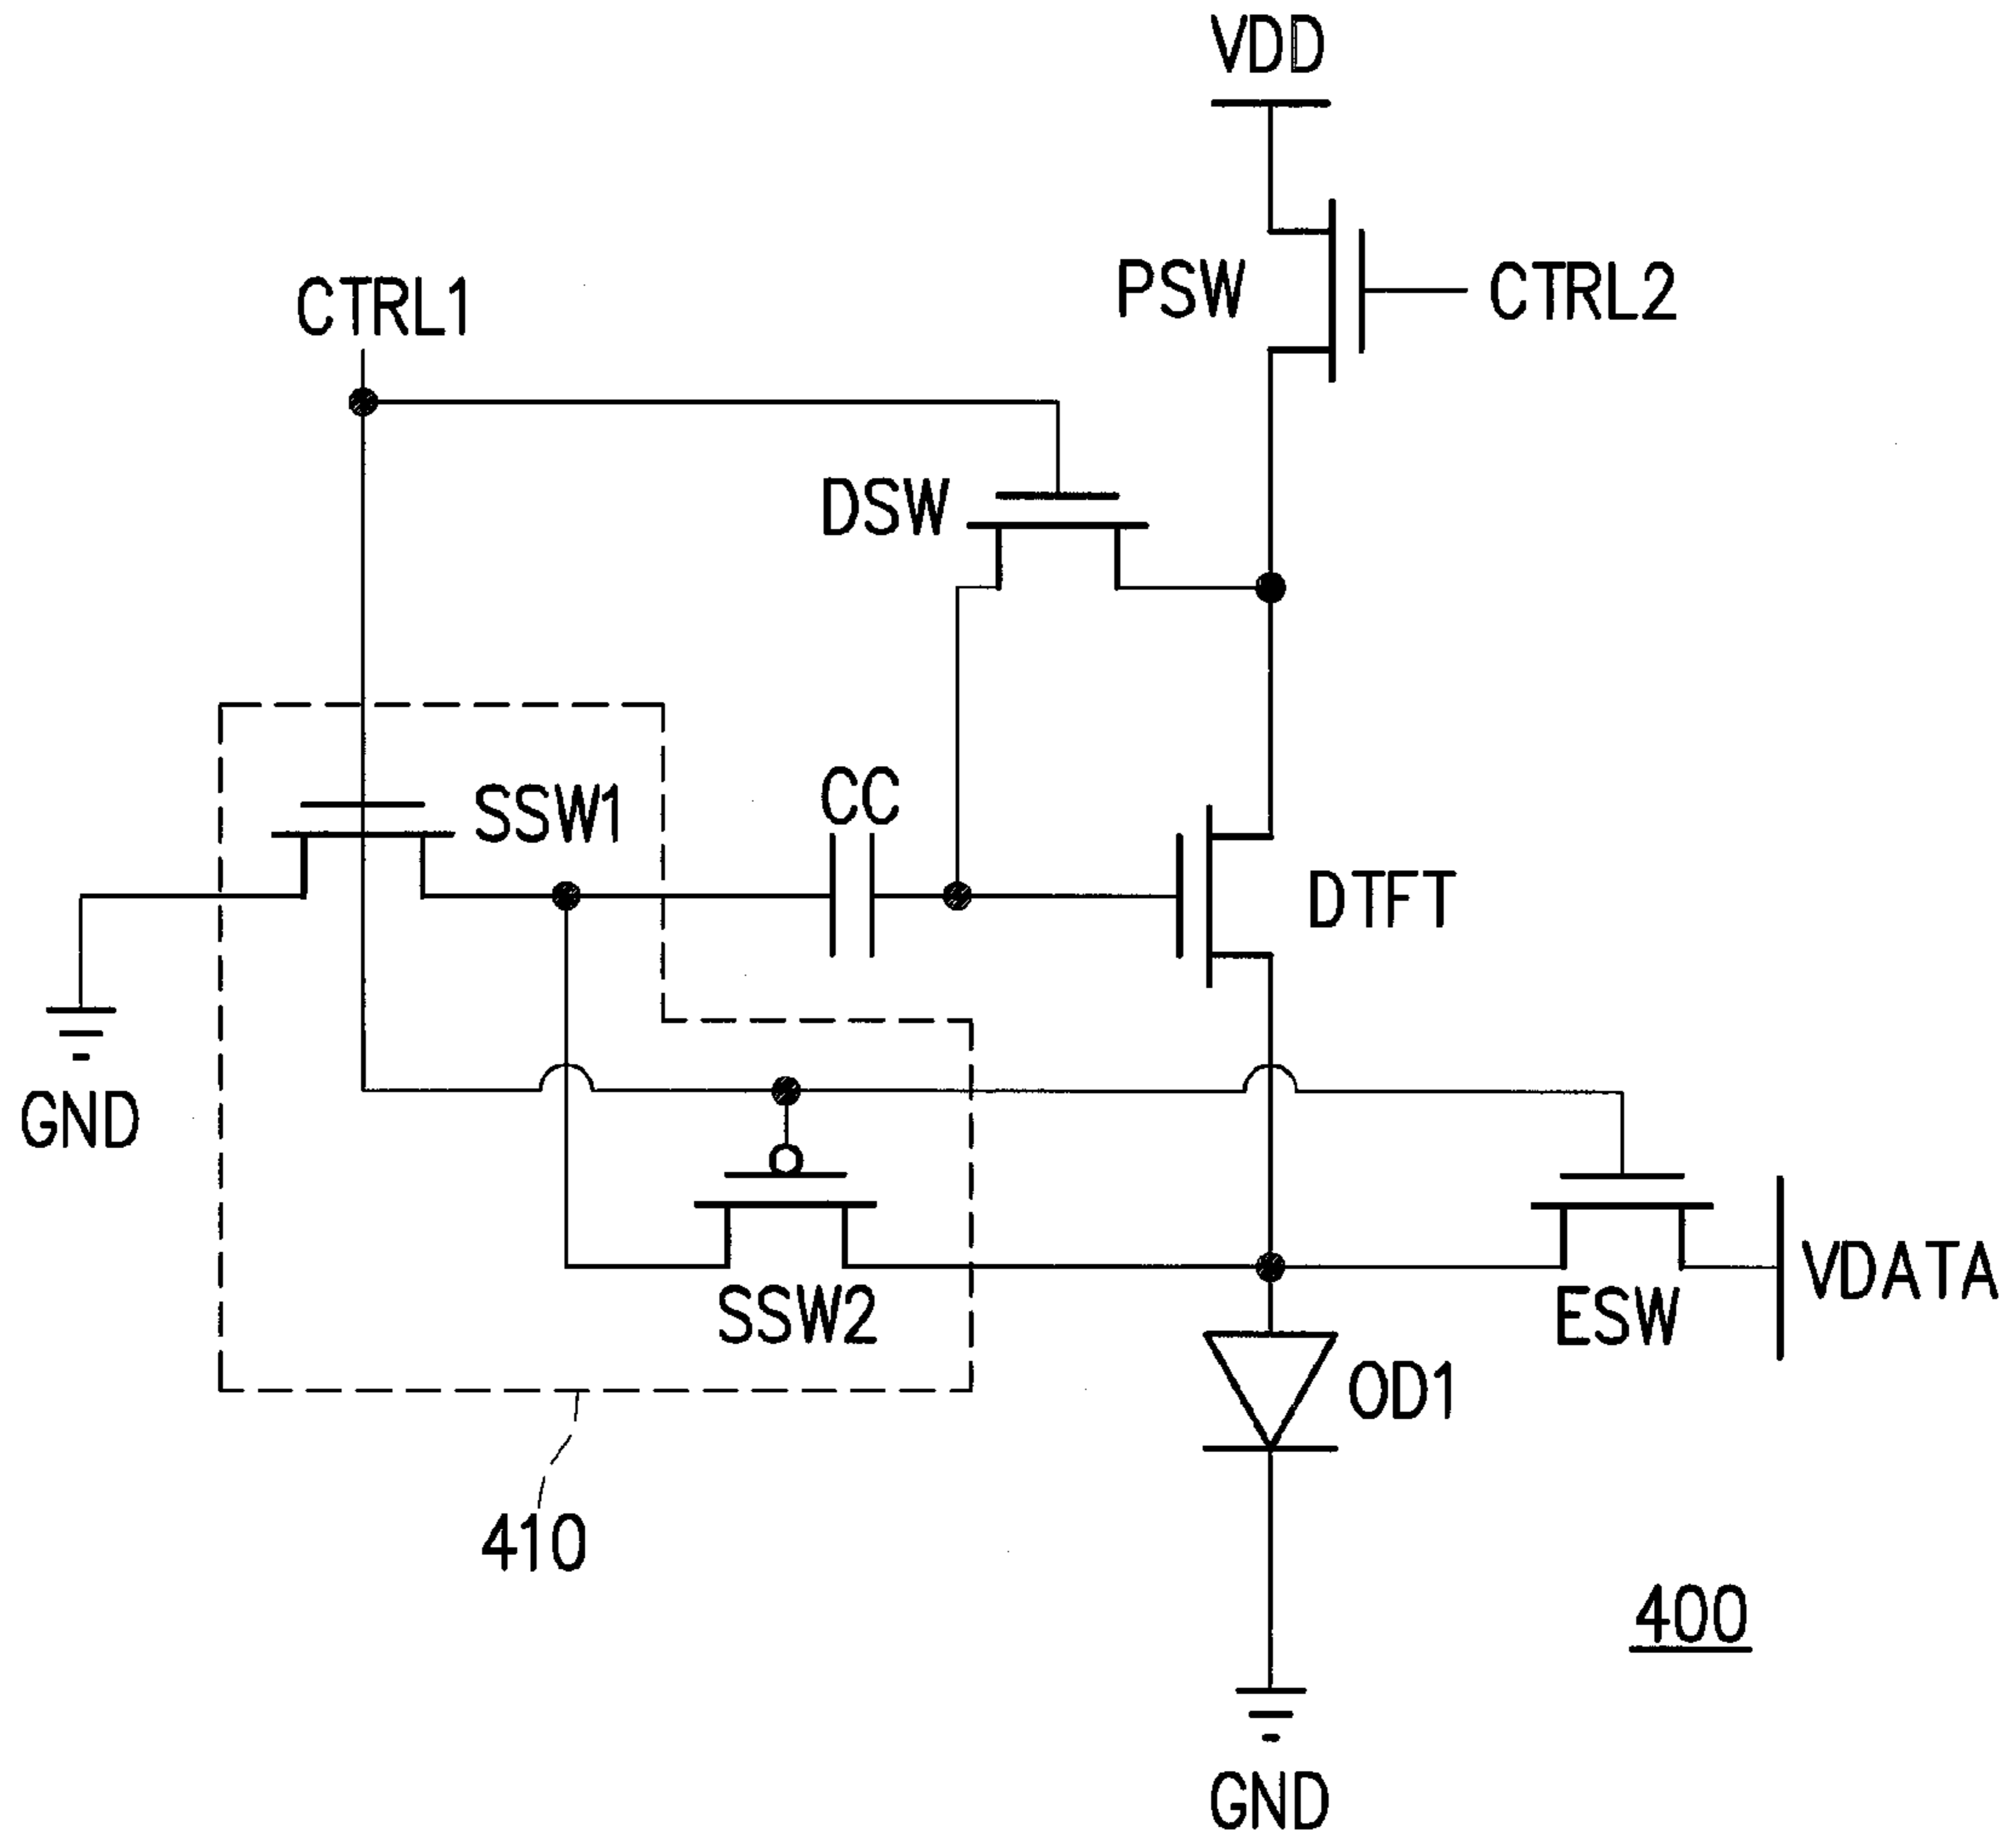 VDD
PSW
CTRL2
CTRL1
DSW
SSW1
CC
DTFT
GND
SSW2
ESW
VDATA
OD1
410
400
GND